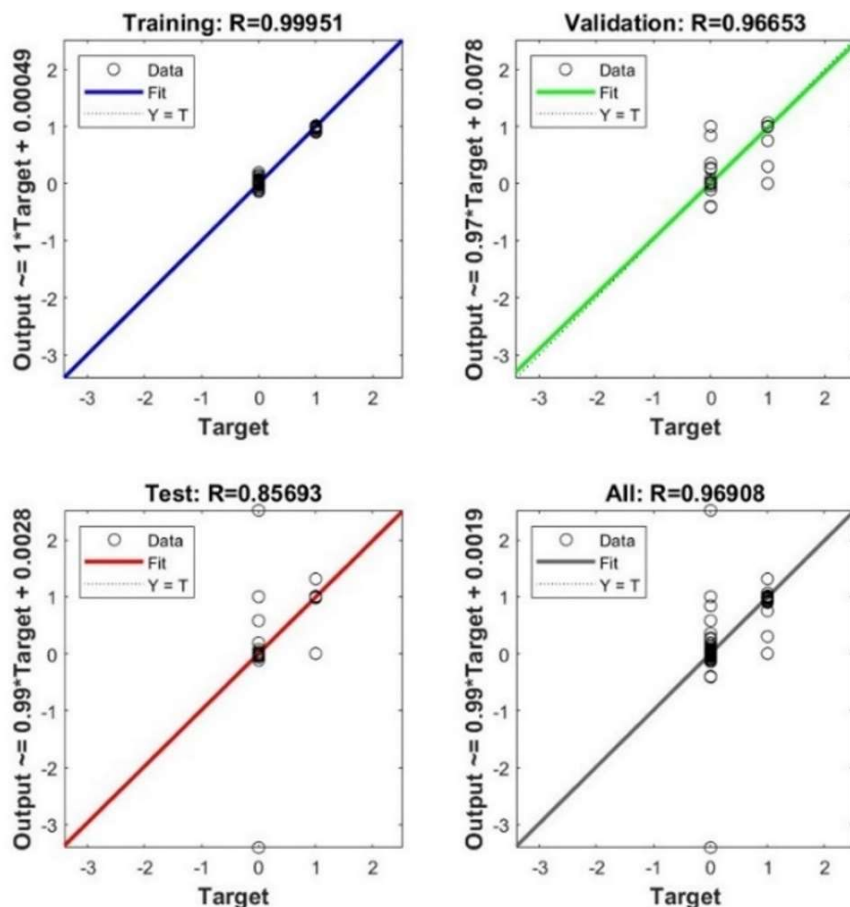 Training: R=0.99951
Output ~= 1*Target + 0.00049
Data
Fit
Y = T
2
1
0
-1
-2
-3
-3 -2 -1 0 1 2
Target
Validation: R=0.96653
Output ~= 0.97*Target + 0.0078
Data
Fit
Y = T
2
1
0
-1
-2
-3
-3 -2 -1 0 1 2
Target
Test: R=0.85693
Output ~= 0.99*Target + 0.0028
Data
Fit
Y = T
2
1
0
-1
-2
-3
-3 -2 -1 0 1 2
Target
All: R=0.96908
Output ~= 0.99*Target + 0.0019
Data
Fit
Y = T
2
1
0
-1
-2
-3
-3 -2 -1 0 1 2
Target